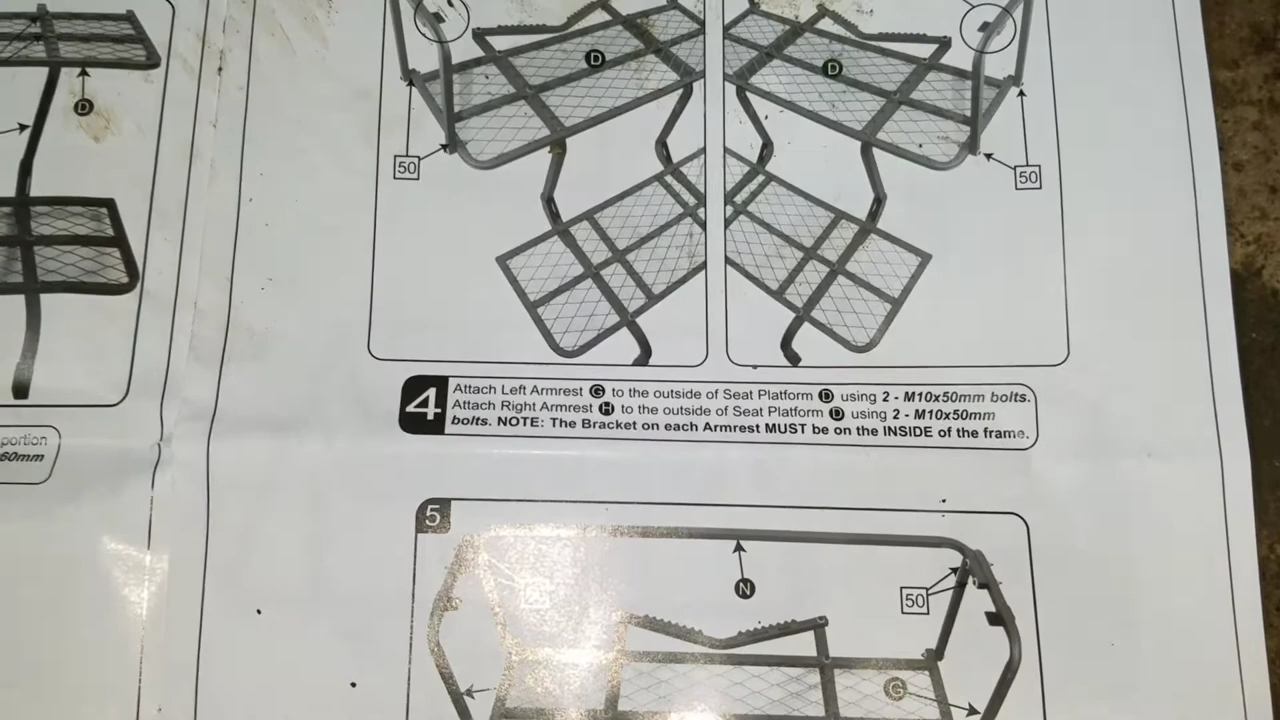 D
D
D
50
50
portion
60mm
4
Attach Left Armrest G to the outside of Seat Platform D using 2 - M10x50mm bolts.
Attach Right Armrest H to the outside of Seat Platform D using 2 - M10x50mm
bolts. NOTE: The Bracket on each Armrest MUST be on the INSIDE of the frame.
5
N
50
G